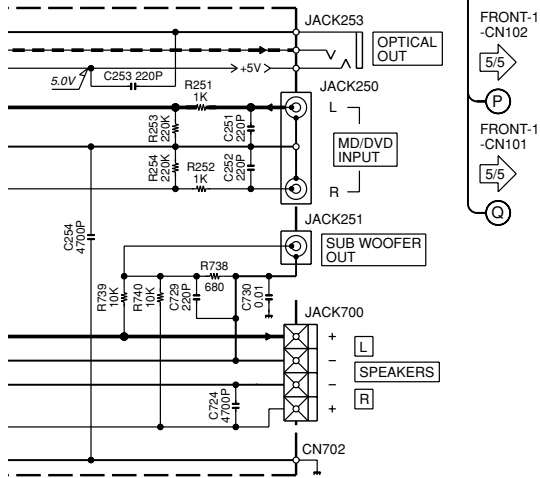 JACK253
OPTICAL
OUT
+5V
5.0V
C253 220P
R251
1K
JACK250
L
R253
220K
C251
220P
MD/DVD
INPUT
R254
220K
R252
1K
C252
220P
R
C254
4700P
JACK251
SUB WOOFER
OUT
R738
680
R739
10K
R740
10K
C729
220P
C730
0.01
JACK700
+
L
–
SPEAKERS
–
R
+
C724
4700P
CN702
FRONT-1
-CN102
5/5
P
FRONT-1
-CN101
5/5
Q